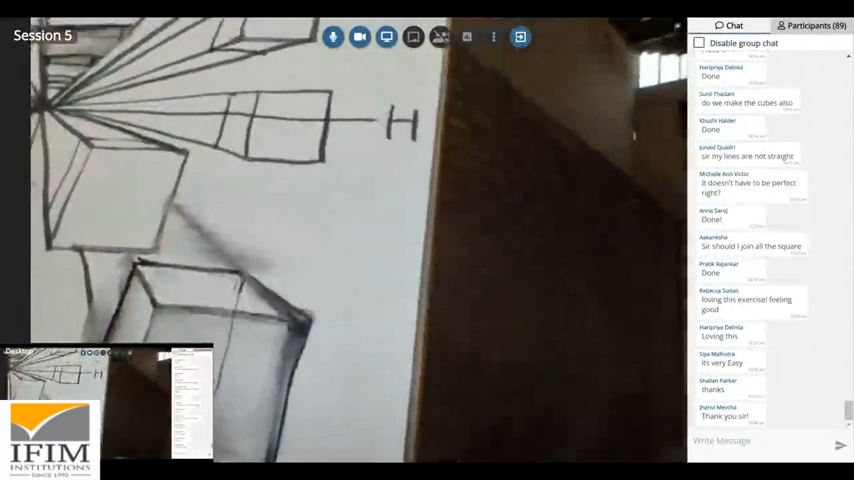 Session 5
Chat
Participants (89)
Disable group chat
Haripriya Dalmia
Done
Sunil Thadani
do we make the cubes also
Khushi Halder
Done
Junaid Quadri
sir my lines are not straight
Michelle Ann Victor
It doesn't have to be perfect
right?
Anna Saroj
Done!
Aakanksha
Sir should i join all the square
Pratik Rajankar
Done
Rebecca Sudan
loving this exercise! feeling
good
Haripriya Dalmia
Loving this
Siya Malhotra
its very Easy
Shailan Parker
thanks
Jhanvi Mevcha
Thank you sir!
Write Message
H
Desktop
H
IFIM
INSTITUTIONS
SINCE 1995